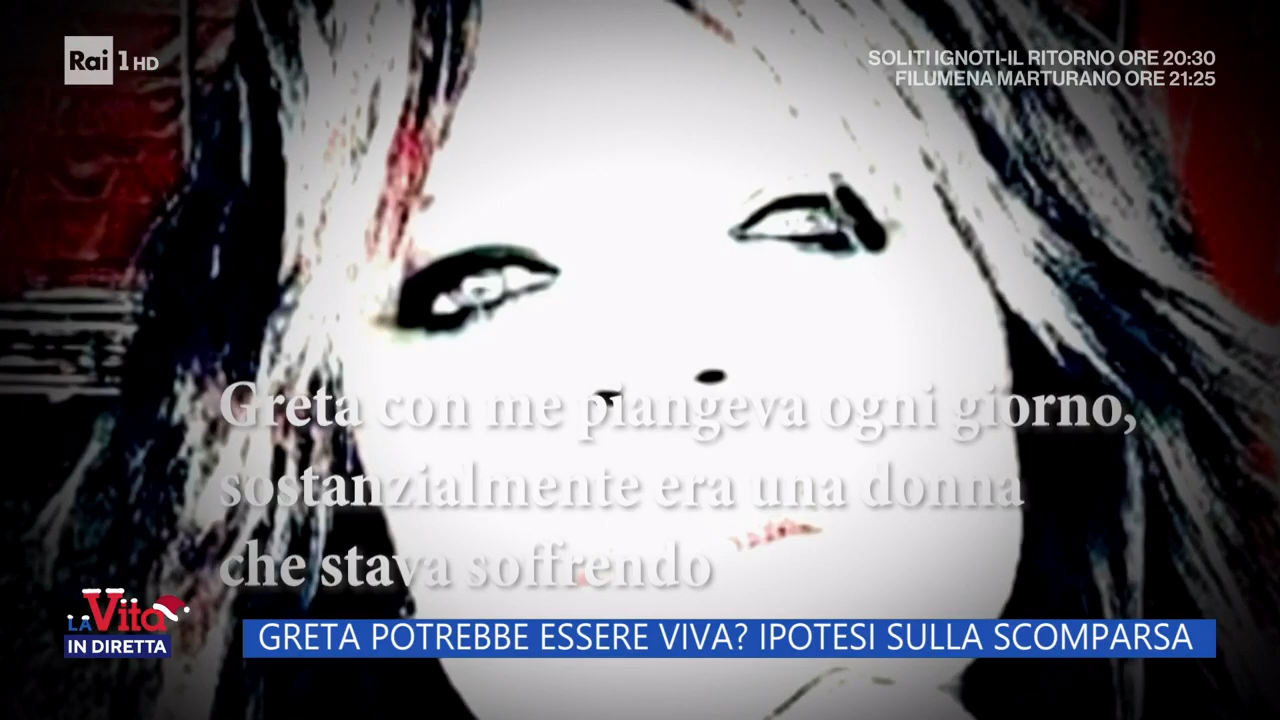 Rai 1 HD
SOLITI IGNOTI-IL RITORNO ORE 20:30
FILUMENA MARTURANO ORE 21:25
Greta con me piangeva ogni giorno,
sostanzialmente era una donna
che stava soffrendo
LA Vita
IN DIRETTA
GRETA POTREBBE ESSERE VIVA? IPOTESI SULLA SCOMPARSA